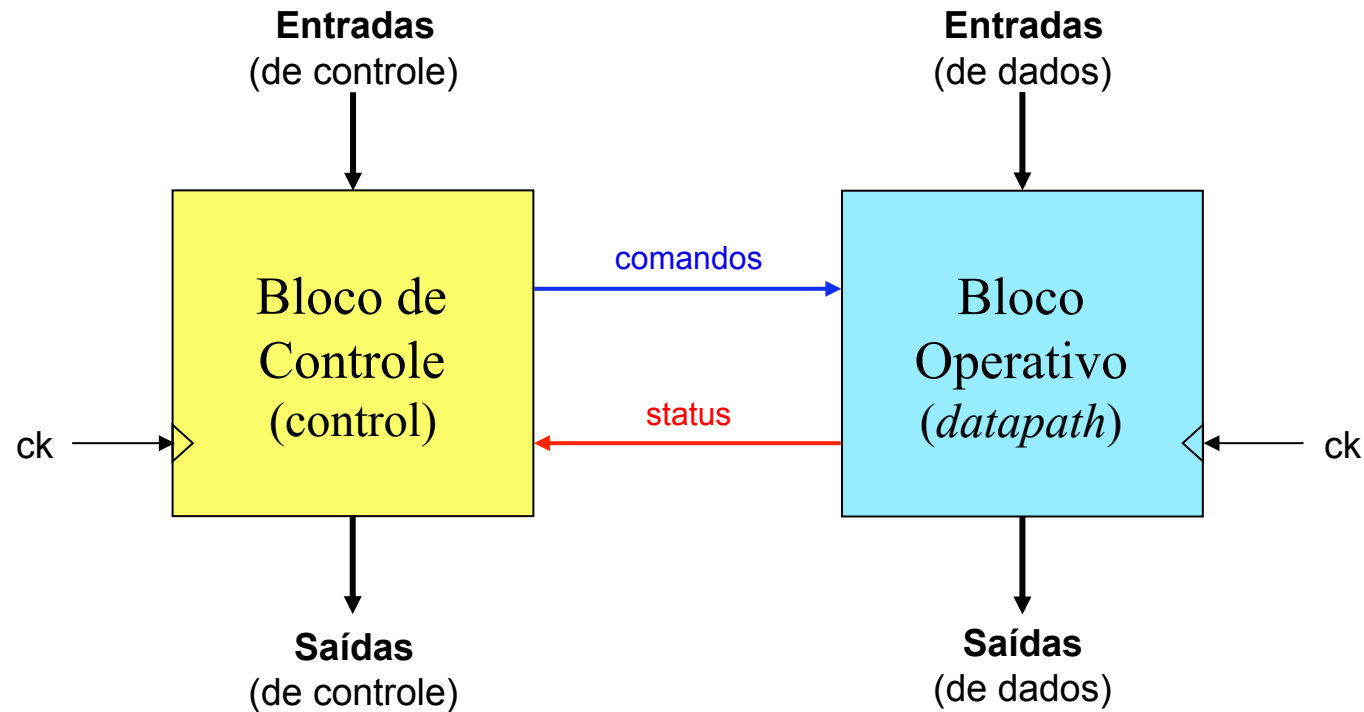 Entradas
(de controle)
Entradas
(de dados)
Bloco de
Controle
(control)
comandos
status
Bloco
Operativo
(datapath)
ck
ck
Saídas
(de controle)
Saídas
(de dados)